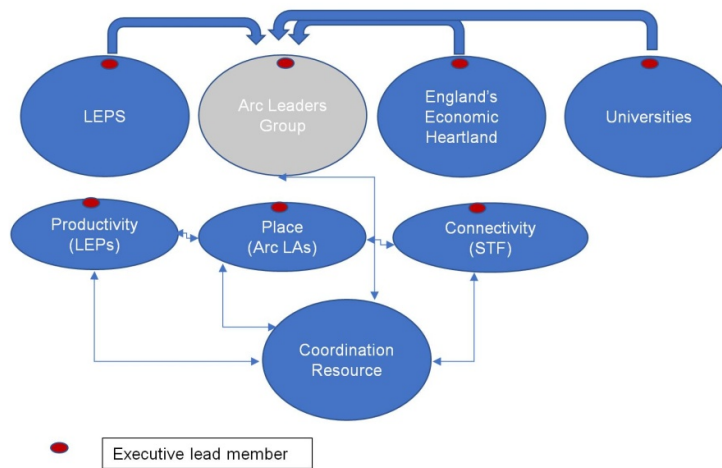 LEPS
Arc Leaders
Group
England's
Economic
Heartland
Universities
Productivity
(LEPs)
Place
(Arc LAs)
Connectivity
(STF)
Coordination
Resource
Executive lead member